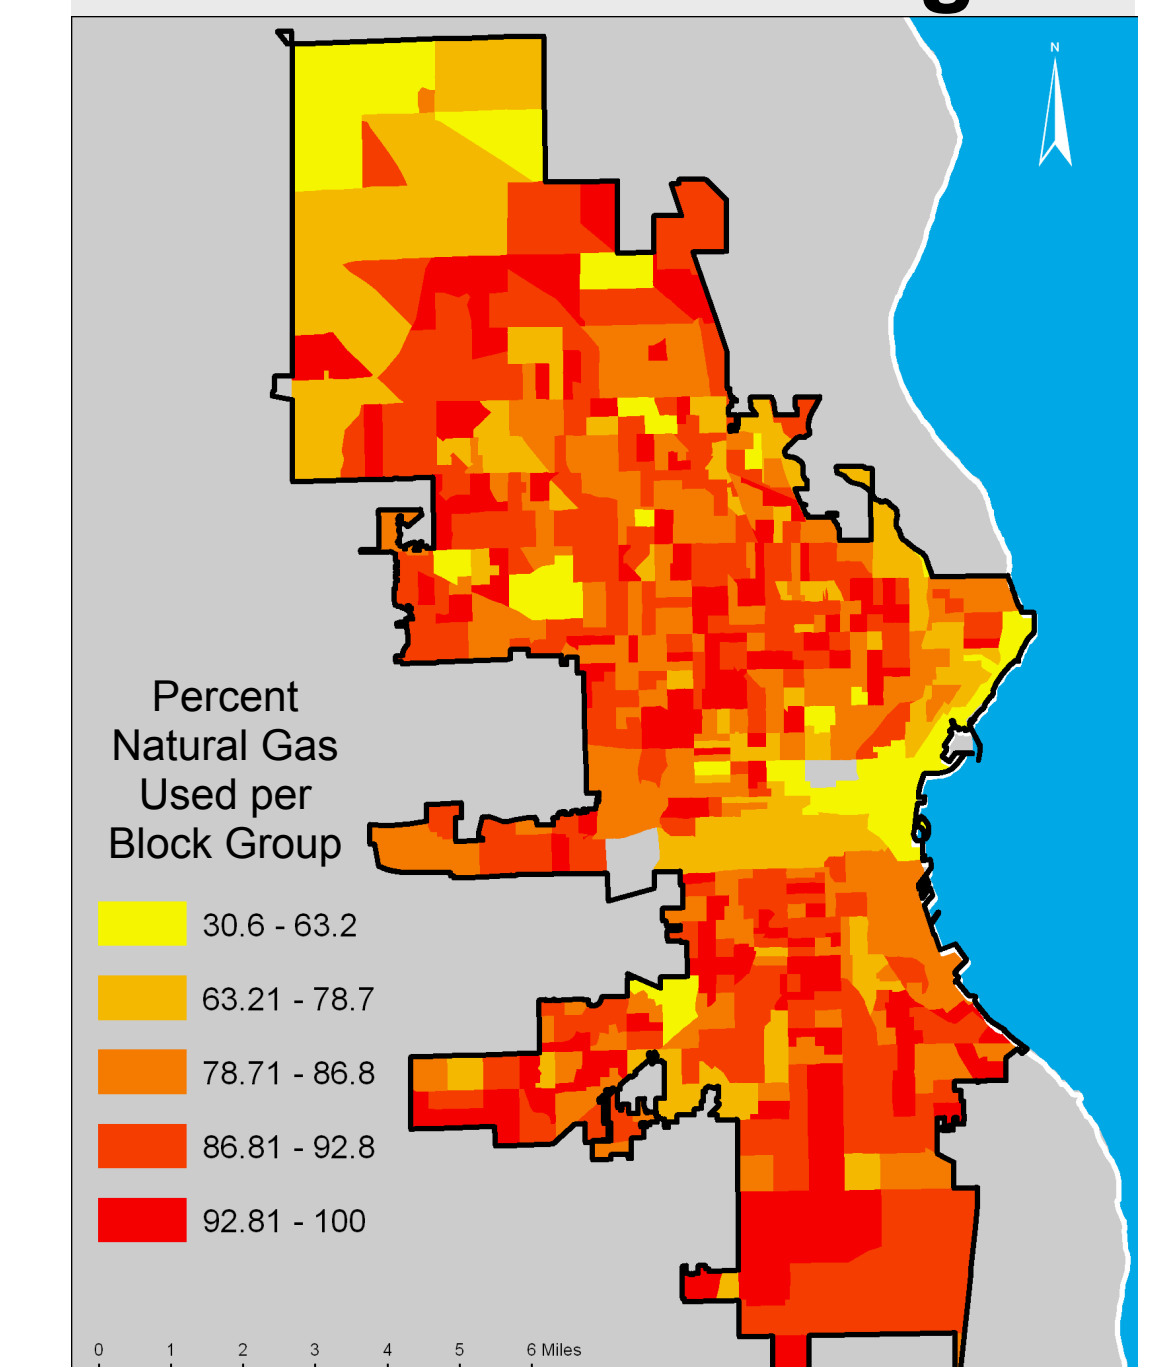 N
Percent
Natural Gas
Used per
Block Group
30.6 - 63.2
63.21 - 78.7
78.71 - 86.8
86.81 - 92.8
92.81 - 100
0 1 2 3 4 5 6 Miles